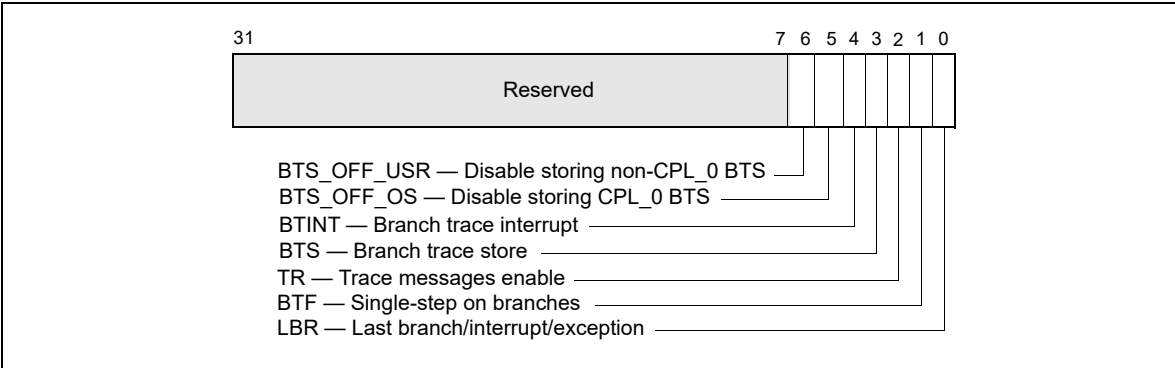 31 7 6 5 4 3 2 1 0
Reserved
BTS_OFF_USR — Disable storing non-CPL_0 BTS
BTS_OFF_OS — Disable storing CPL_0 BTS
BTINT — Branch trace interrupt
BTS — Branch trace store
TR — Trace messages enable
BTF — Single-step on branches
LBR — Last branch/interrupt/exception